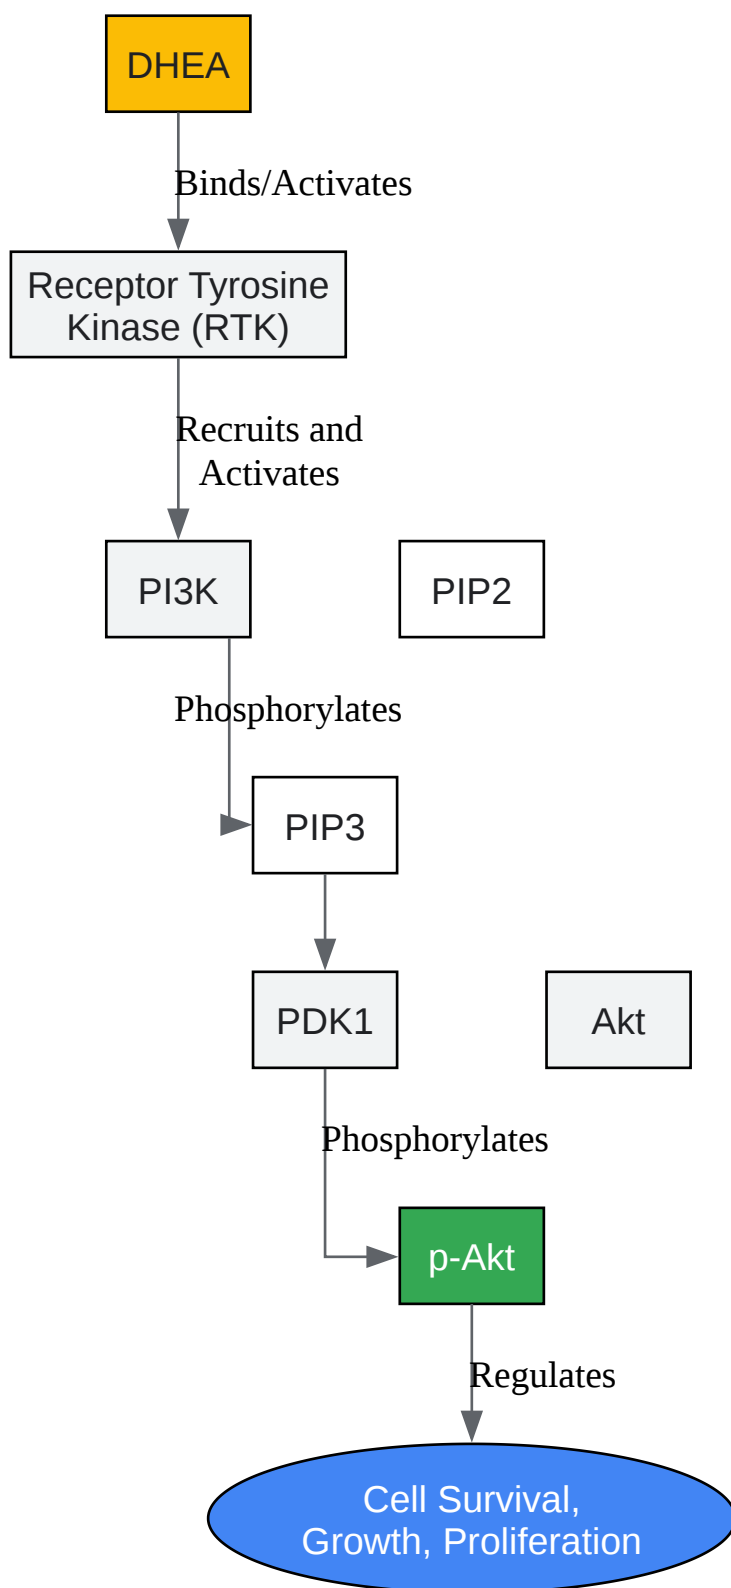 DHEA
Binds/Activates
Receptor Tyrosine
Kinase (RTK)
Recruits and
Activates
PI3K
PIP2
Phosphorylates
PIP3
PDK1
Akt
Phosphorylates
p-Akt
Regulates
Cell Survival,
Growth, Proliferation